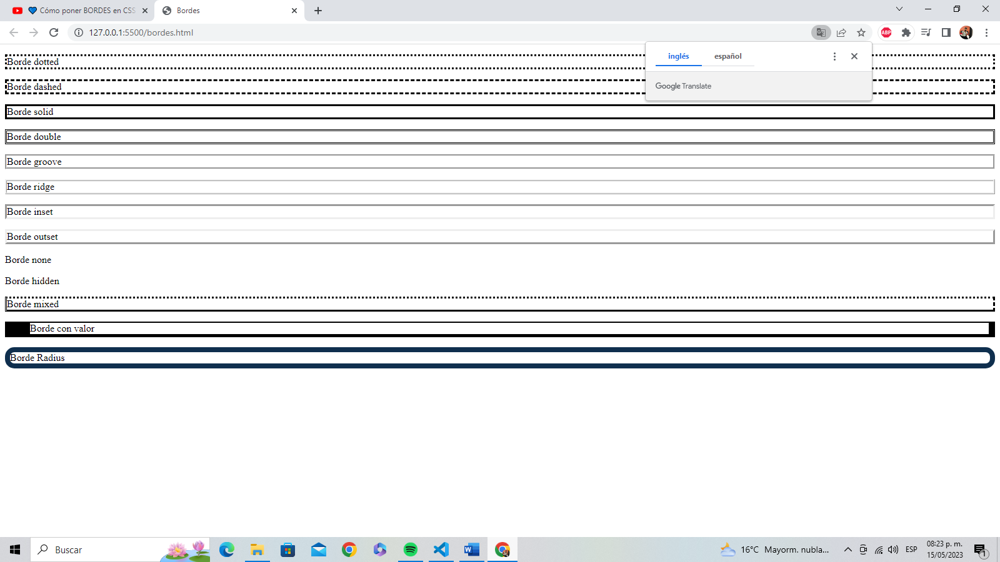 Cómo poner BORDES en CSS
Bordes
127.0.0.1:5500/bordes.html
ABP
inglés
español
Google Translate
Borde dotted
Borde dashed
Borde solid
Borde double
Borde groove
Borde ridge
Borde inset
Borde outset
Borde none
Borde hidden
Borde mixed
Borde con valor
Borde Radius
Buscar
16°C Mayorm. nubla...
ESP
08:23 p. m.
15/05/2023
1